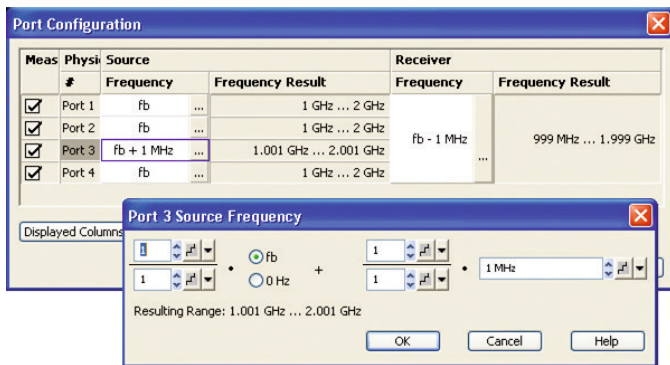 Port Configuration
Meas Physi Source Receiver
# Frequency Frequency Result Frequency Frequency Result
Port 1 fb ... 1 GHz ... 2 GHz
Port 2 fb ... 1 GHz ... 2 GHz
fb - 1 MHz ... 999 MHz ... 1.999 GHz
Port 3 fb + 1 MHz ... 1.001 GHz ... 2.001 GHz
Port 4 fb ... 1 GHz ... 2 GHz
Displayed Columns
Port 3 Source Frequency
1 fb 1
• + • 1 MHz
1 0 Hz 1
Resulting Range: 1.001 GHz ... 2.001 GHz
OK Cancel Help